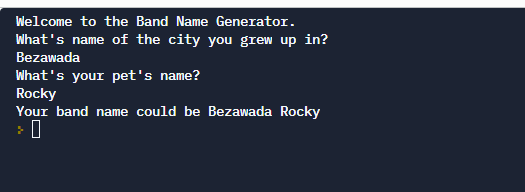 Welcome to the Band Name Generator.
What's name of the city you grew up in?
Bezawada
What's your pet's name?
Rocky
Your band name could be Bezawada Rocky